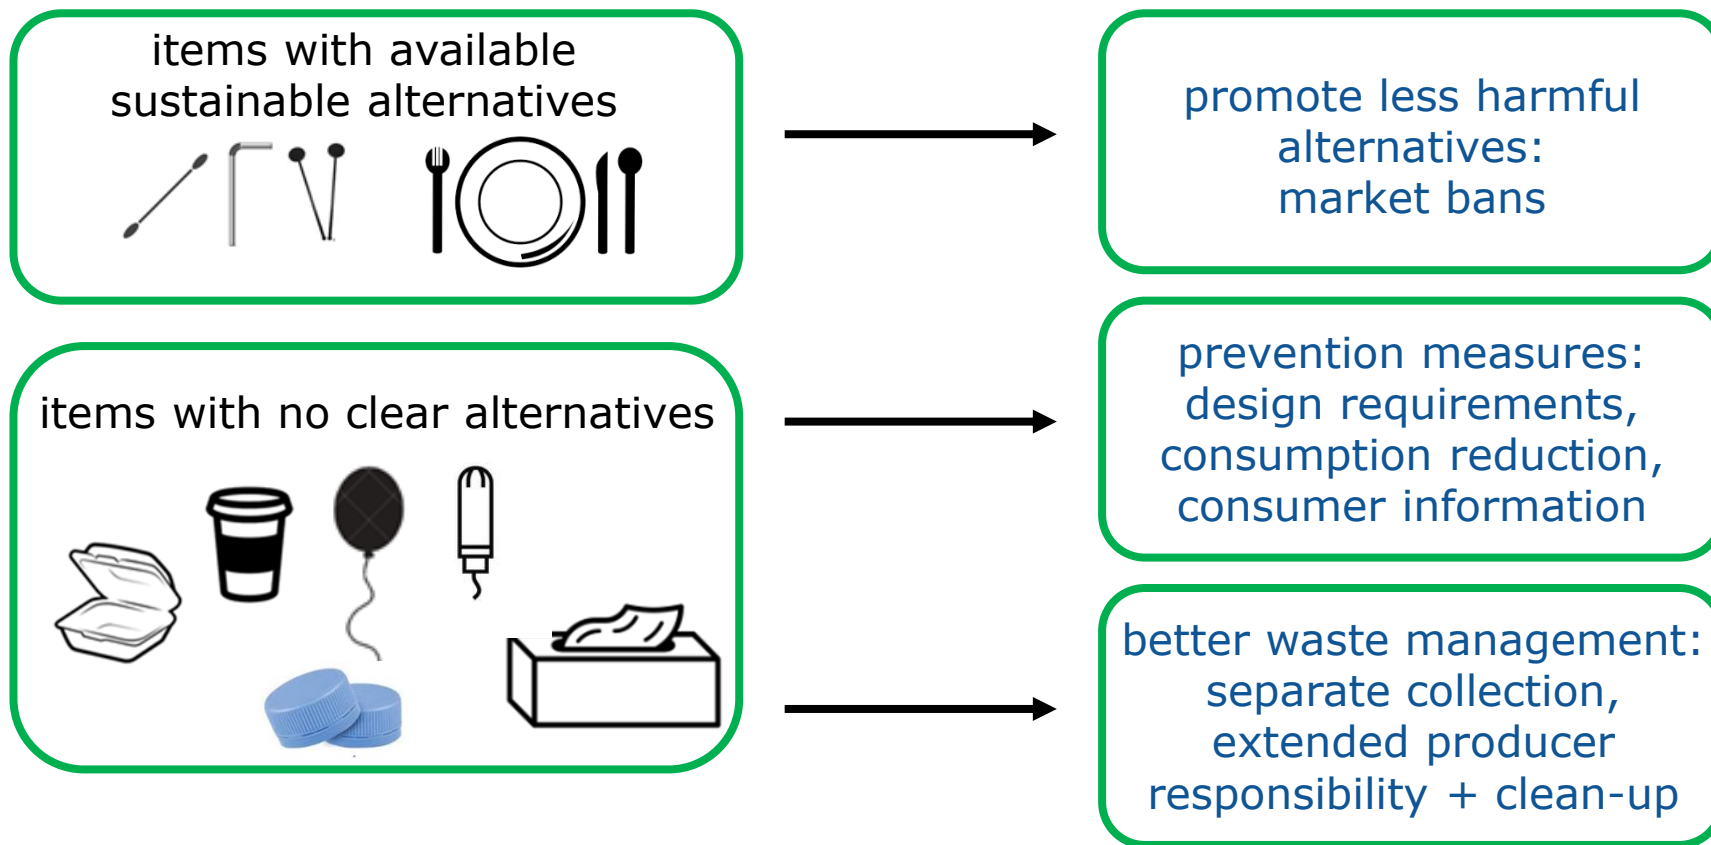 items with available
sustainable alternatives
promote less harmful
alternatives:
market bans
items with no clear alternatives
prevention measures:
design requirements,
consumption reduction,
consumer information
better waste management:
separate collection,
extended producer
responsibility + clean-up